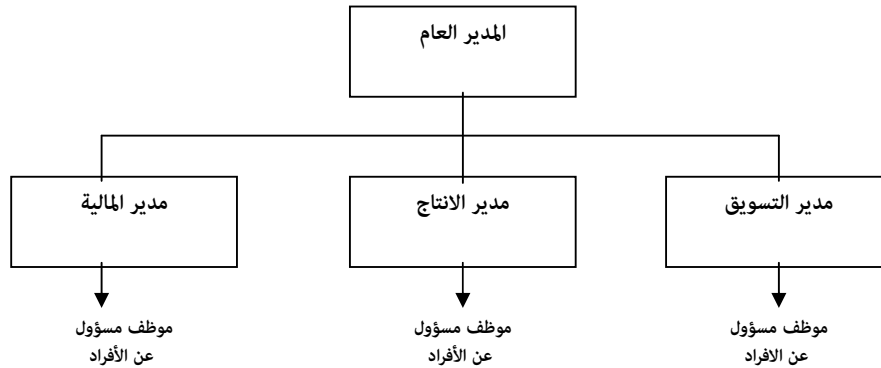 المدير العام
مدير التسويق
مدير الانتاج
مدير المالية
موظف مسؤول
عن الافراد
موظف مسؤول
عن الأفراد
موظف مسؤول
عن الأفراد